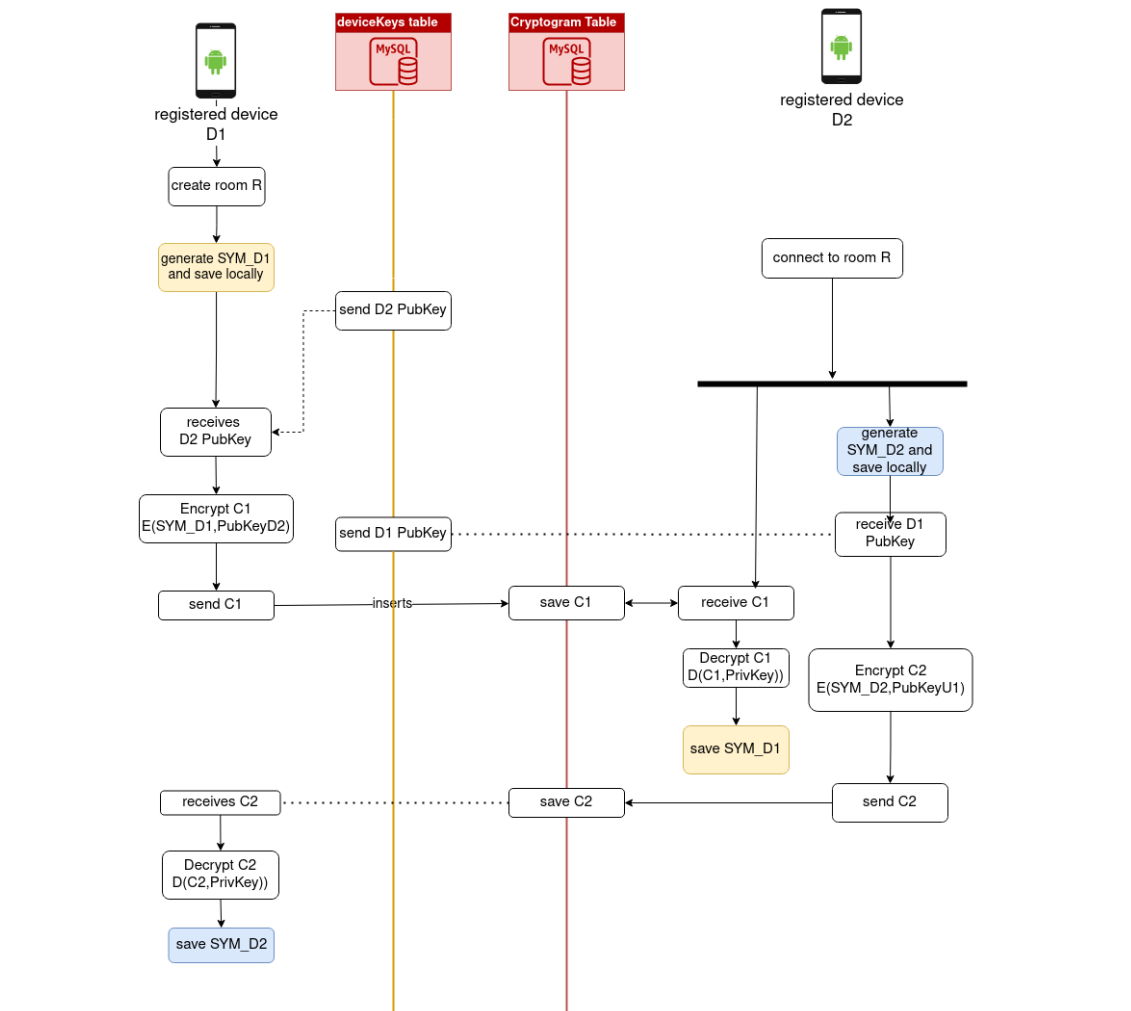 deviceKeys table
Cryptogram Table
MySQL
MySQL
registered device
D1
registered device
D2
create room R
generate SYM_D1
and save locally
connect to room R
send D2 PubKey
receives
D2 PubKey
generate
SYM_D2 and
save locally
Encrypt C1
E(SYM_D1,PubKeyD2)
send D1 PubKey
receive D1
PubKey
send C1
inserts
save C1
receive C1
Decrypt C1
D(C1,PrivKey))
Encrypt C2
E(SYM_D2,PubKeyU1)
save SYM_D1
receives C2
save C2
send C2
Decrypt C2
D(C2,PrivKey))
save SYM_D2